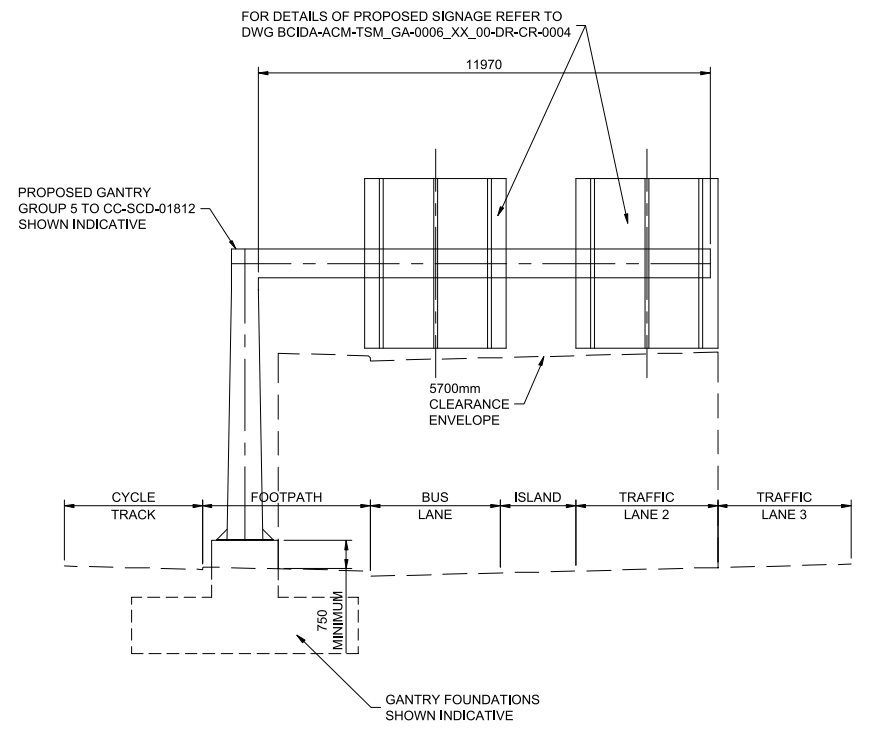 FOR DETAILS OF PROPOSED SIGNAGE REFER TO
DWG BCIDA-ACM-TSM_GA-0006_XX_00-DR-CR-0004
11970
PROPOSED GANTRY
GROUP 5 TO CC-SCD-01812
SHOWN INDICATIVE
5700mm
CLEARANCE
ENVELOPE
CYCLE
TRACK
FOOTPATH
BUS
LANE
ISLAND
TRAFFIC
LANE 2
TRAFFIC
LANE 3
750
MINIMUM
GANTRY FOUNDATIONS
SHOWN INDICATIVE